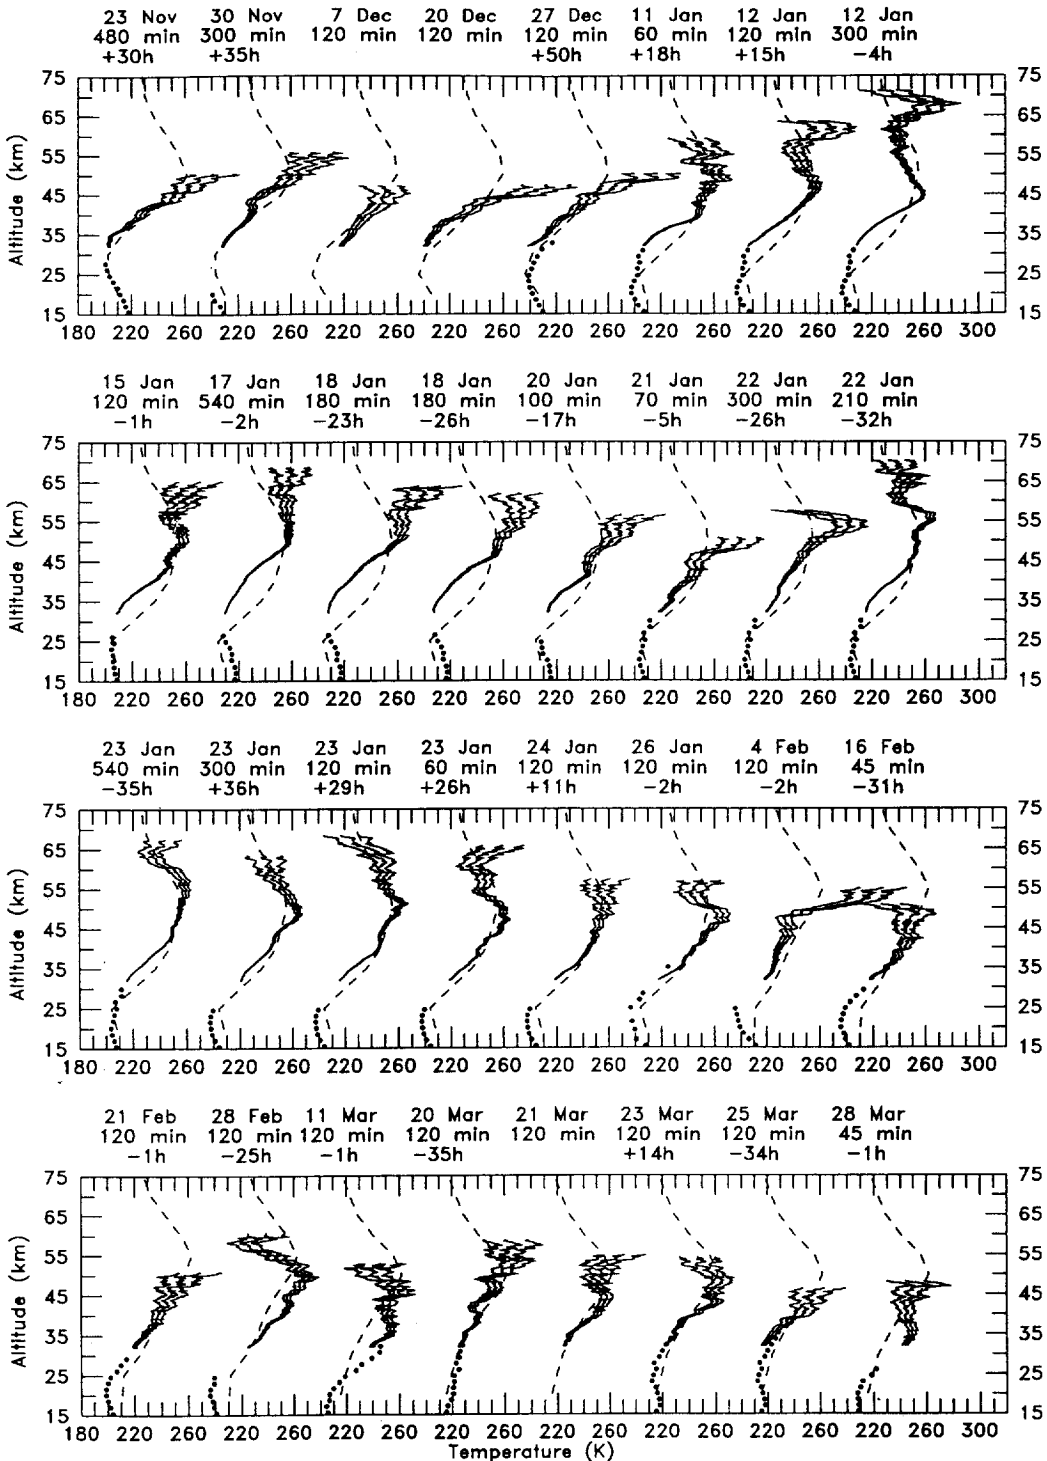 23 Nov 30 Nov 7 Dec 20 Dec 27 Dec 11 Jan 12 Jan 12 Jan
480 min 300 min 120 min 120 min 120 min 60 min 120 min 300 min
+30h +35h +50h +18h +15h -4h
75 75
65 65
55 55
45 45
35 35
25 25
15 15
Altitude (km)
180 220 260 220 260 220 260 220 260 220 260 220 260 220 260 220 260 300
15 Jan 17 Jan 18 Jan 18 Jan 20 Jan 21 Jan 22 Jan 22 Jan
120 min 540 min 180 min 180 min 100 min 70 min 300 min 210 min
-1h -2h -23h -26h -17h -5h -26h -32h
75 75
65 65
55 55
45 45
35 35
25 25
15 15
Altitude (km)
180 220 260 220 260 220 260 220 260 220 260 220 260 220 260 220 260 300
23 Jan 23 Jan 23 Jan 23 Jan 24 Jan 26 Jan 4 Feb 16 Feb
540 min 300 min 120 min 60 min 120 min 120 min 120 min 45 min
-35h +36h +29h +26h +11h -2h -2h -31h
75 75
65 65
55 55
45 45
35 35
25 25
15 15
Altitude (km)
180 220 260 220 260 220 260 220 260 220 260 220 260 220 260 220 260 300
21 Feb 28 Feb 11 Mar 20 Mar 21 Mar 23 Mar 25 Mar 28 Mar
120 min 120 min 120 min 120 min 120 min 120 min 120 min 45 min
-1h -25h -1h -35h +14h -34h -1h
75 75
65 65
55 55
45 45
35 35
25 25
15 15
Altitude (km)
180 220 260 220 260 220 260 220 260 220 260 220 260 220 260 220 260 300
Temperature (K)